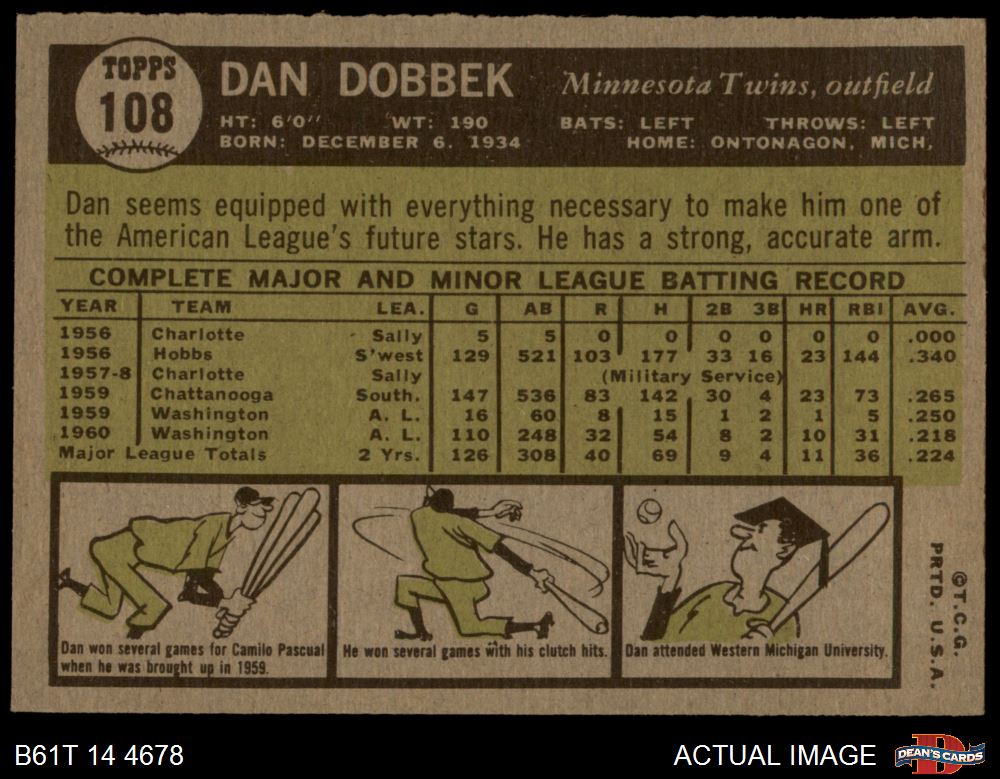 TOPPS
108
DAN DOBBEK
Minnesota Twins, outfield
HT: 6'0'' WT: 190 BATS: LEFT THROWS: LEFT
BORN: DECEMBER 6, 1934 HOME: ONTONAGON, MICH,
Dan seems equipped with everything necessary to make him one of
the American League's future stars. He has a strong, accurate arm.
COMPLETE MAJOR AND MINOR LEAGUE BATTING RECORD
YEAR TEAM LEA. G AB R H 2B 3B HR RBI AVG.
1956 Charlotte Sally 5 5 0 0 0 0 0 0 .000
1956 Hobbs S'west 129 521 103 177 33 16 23 144 .340
1957-8 Charlotte Sally (Military Service)
1959 Chattanooga South. 147 536 83 142 30 4 23 73 .265
1959 Washington A. L. 16 60 8 15 1 2 1 5 .250
1960 Washington A. L. 110 248 32 54 8 2 10 31 .218
Major League Totals 2 Yrs. 126 308 40 69 9 4 11 36 .224
Dan won several games for Camilo Pascual
when he was brought up in 1959.
He won several games with his clutch hits.
Dan attended Western Michigan University.
©T.C.G.
PRTD. U.S.A.
B61T 14 4678
ACTUAL IMAGE
DEAN'S CARDS